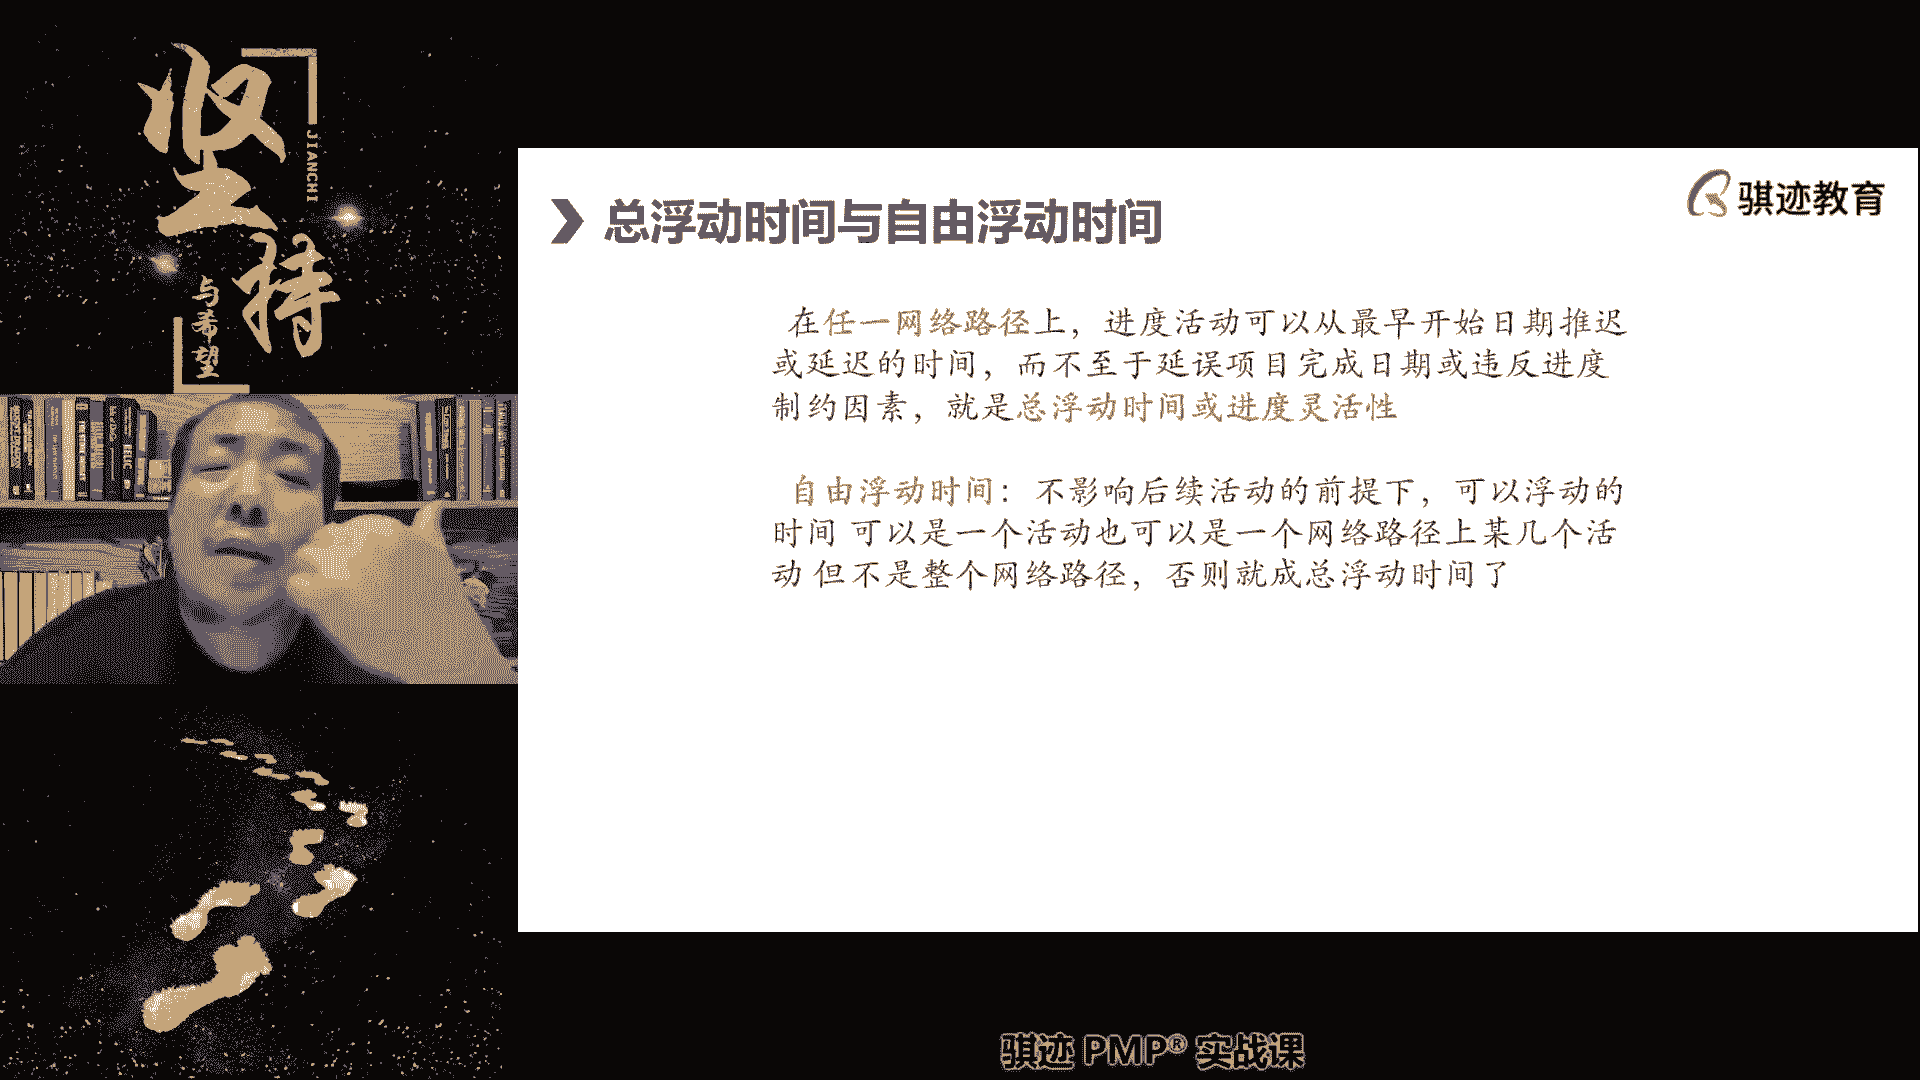 坚持
JIANCHI
与希望
骐迹教育
总浮动时间与自由浮动时间
在任一网络路径上，进度活动可以从最早开始日期推迟
或延迟的时间，而不至于延误项目完成日期或违反进度
制约因素，就是总浮动时间或进度灵活性
自由浮动时间：不影响后续活动的前提下，可以浮动的
时间 可以是一个活动也可以是一个网络路径上某几个活
动 但不是整个网络路径，否则就成总浮动时间了
骐迹 PMP® 实战课